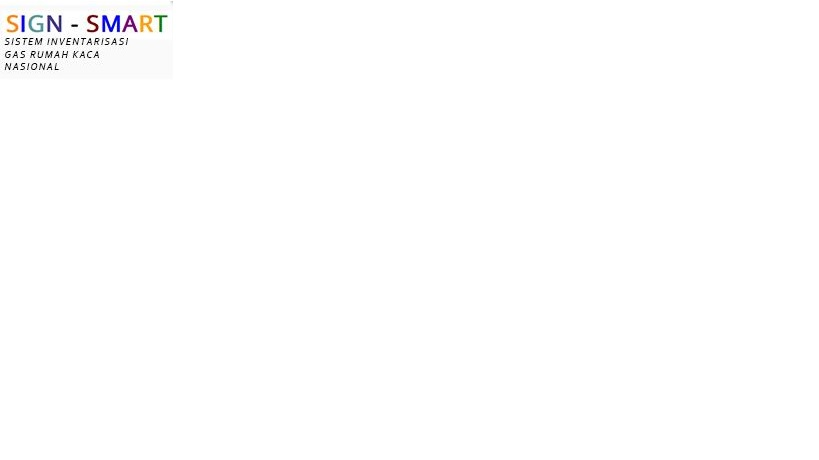 SIGN - SMART
SISTEM INVENTARISASI
GAS RUMAH KACA
NASIONAL